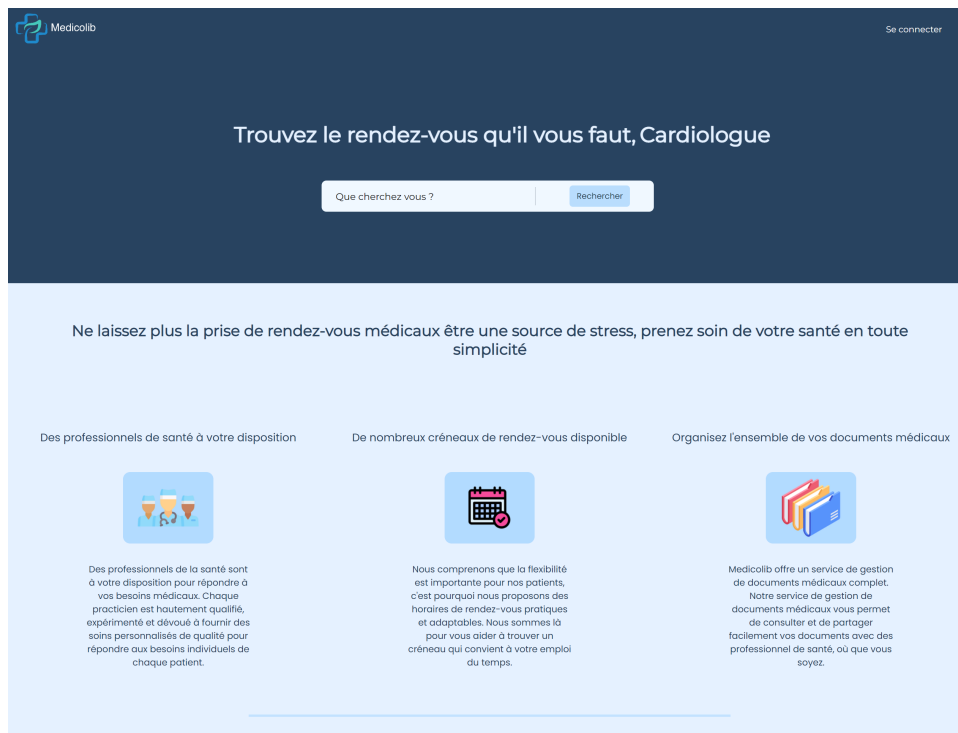 Medicolib
Se connecter
Trouvez le rendez-vous qu'il vous faut, Cardiologue
Que cherchez vous ?
Rechercher
Ne laissez plus la prise de rendez-vous médicaux être une source de stress, prenez soin de votre santé en toute
simplicité
Des professionnels de santé à votre disposition
Des professionnels de la santé sont
à votre disposition pour répondre à
vos besoins médicaux. Chaque
practicien est hautement qualifié,
expérimenté et dévoué à fournir des
soins personnalisés de qualité pour
répondre aux besoins individuels de
chaque patient.
De nombreux créneaux de rendez-vous disponible
Nous comprenons que la flexibilité
est importante pour nos patients,
c'est pourquoi nous proposons des
horaires de rendez-vous pratiques
et adaptables. Nous sommes là
pour vous aider à trouver un
créneau qui convient à votre emploi
du temps.
Organisez l'ensemble de vos documents médicaux
Medicolib offre un service de gestion
de documents médicaux complet.
Notre service de gestion de
documents médicaux vous permet
de consulter et de partager
facilement vos documents avec des
professionnel de santé, où que vous
soyez.